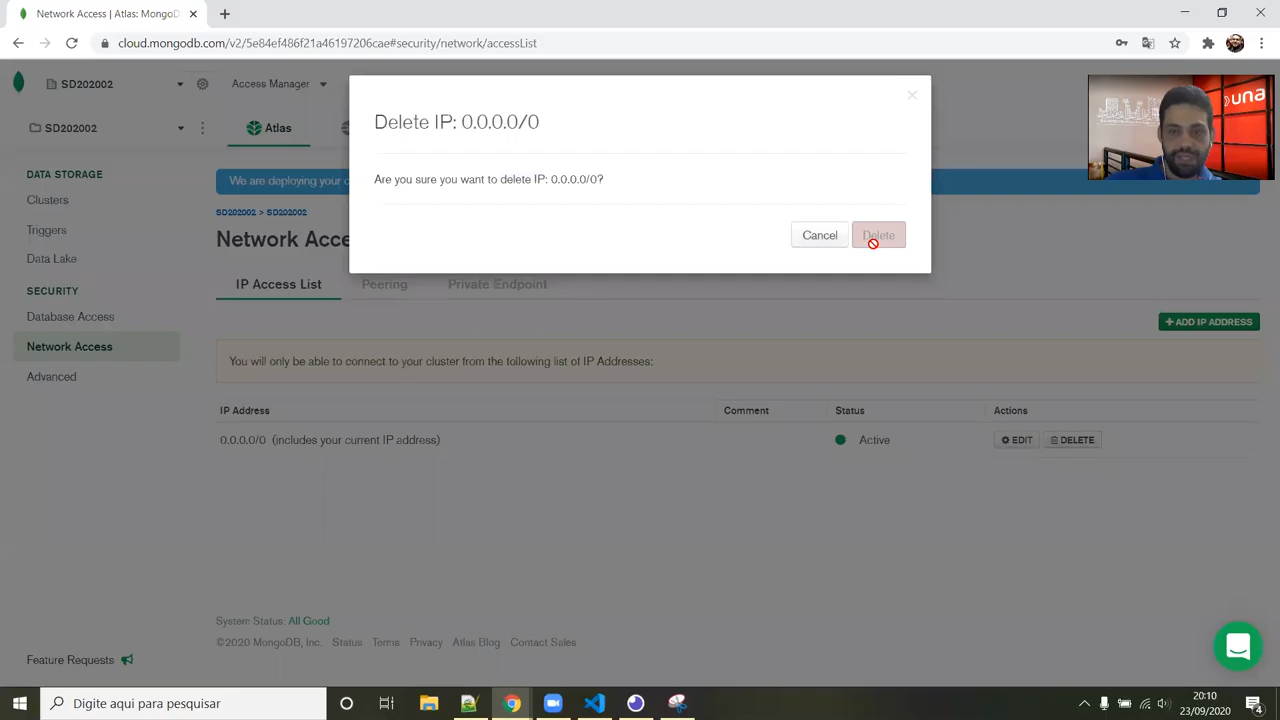 Network Access | Atlas: MongoD
cloud.mongodb.com/v2/5e84ef486f21a46197206cae#security/network/accessList
SD202002
Access Manager
SD202002
Atlas
una
Delete IP: 0.0.0.0/0
Are you sure you want to delete IP: 0.0.0.0/0?
Cancel
Delete
DATA STORAGE
Clusters
Triggers
Data Lake
SECURITY
Database Access
Network Access
Advanced
We are deploying your c
SD202002 > SD202002
Network Acce
IP Access List
Peering
Private Endpoint
+ ADD IP ADDRESS
You will only be able to connect to your cluster from the following list of IP Addresses:
IP Address
Comment
Status
Actions
0.0.0.0/0 (includes your current IP address)
Active
EDIT
DELETE
System Status: All Good
©2020 MongoDB, Inc. Status Terms Privacy Atlas Blog Contact Sales
Feature Requests
Digite aqui para pesquisar
20:10
23/09/2020
4